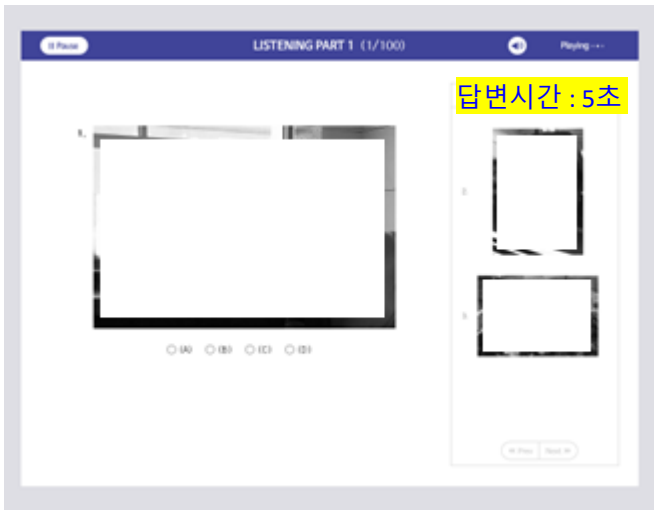 II Pause
LISTENING PART 1 (1/100)
Playing
답변시간 : 5초
1.
2.
3.
(A) (B) (C) (D)
Prev Next